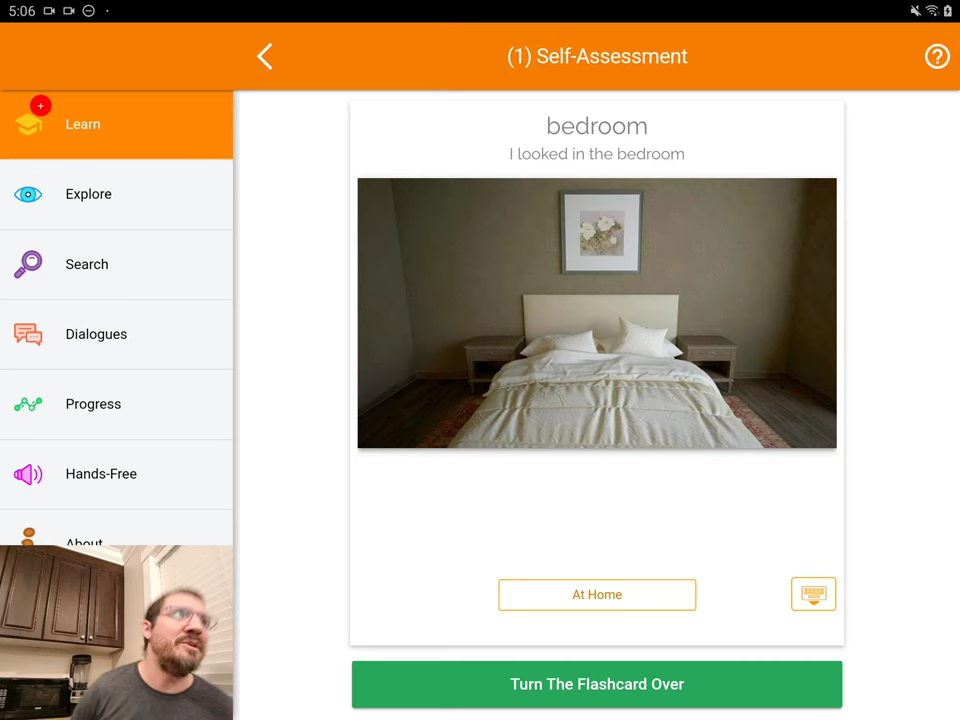 5:06
(1) Self-Assessment
+
Learn
Explore
Search
Dialogues
Progress
Hands-Free
About
bedroom
I looked in the bedroom
At Home
Turn The Flashcard Over